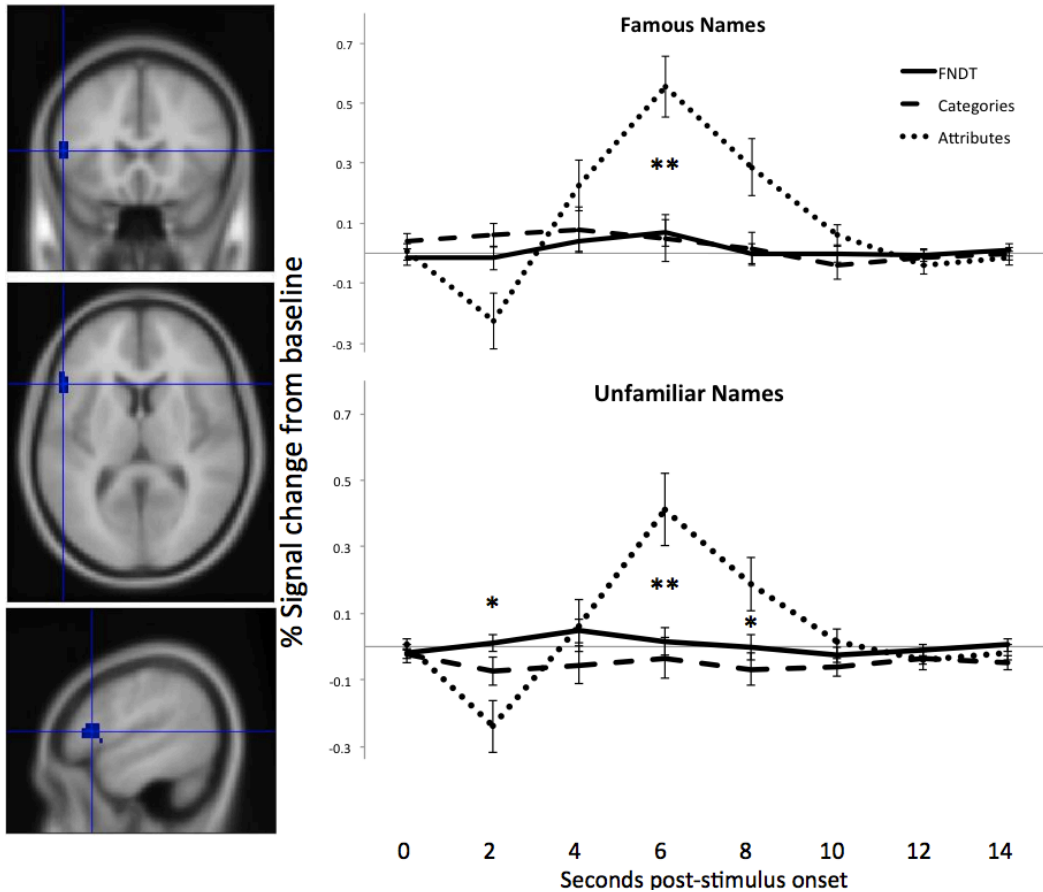 Famous Names
0.7
0.5
0.3
0.1
-0.1
-0.3
FNDT
Categories
Attributes
**
% Signal change from baseline
Unfamiliar Names
0.7
0.5
0.3
0.1
-0.1
-0.3
*
**
*
0 2 4 6 8 10 12 14
Seconds post-stimulus onset